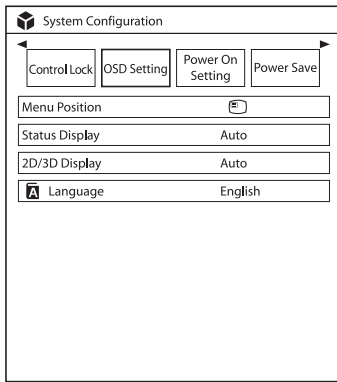 System Configuration
Control Lock OSD Setting Power On Setting Power Save
Menu Position
Status Display Auto
2D/3D Display Auto
A Language English